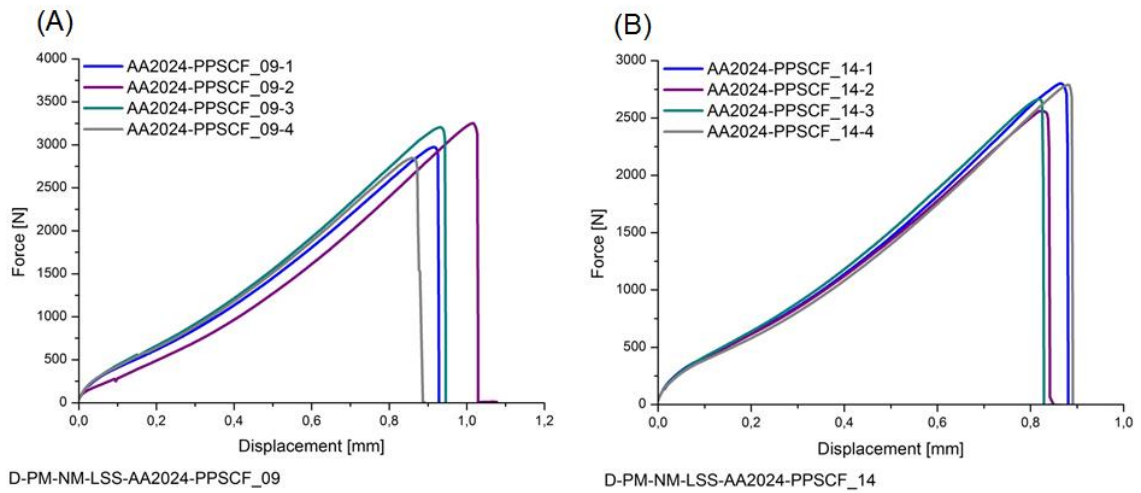 (A)
4000
3500
3000
2500
2000
1500
1000
500
0
Force [N]
AA2024-PPSCF_09-1
AA2024-PPSCF_09-2
AA2024-PPSCF_09-3
AA2024-PPSCF_09-4
0,0 0,2 0,4 0,6 0,8 1,0 1,2
Displacement [mm]
D-PM-NM-LSS-AA2024-PPSCF_09
(B)
3000
2500
2000
1500
1000
500
0
Force [N]
AA2024-PPSCF_14-1
AA2024-PPSCF_14-2
AA2024-PPSCF_14-3
AA2024-PPSCF_14-4
0,0 0,2 0,4 0,6 0,8 1,0
Displacement [mm]
D-PM-NM-LSS-AA2024-PPSCF_14